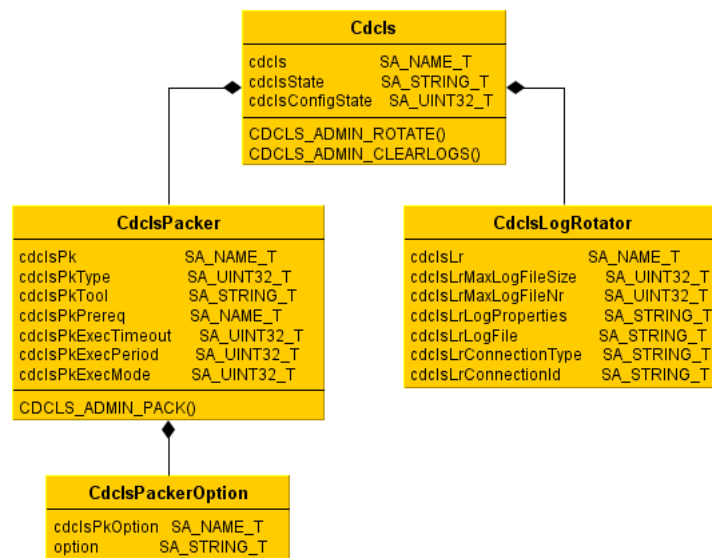 Cdcls
cdcls SA_NAME_T
cdclsState SA_STRING_T
cdclsConfigState SA_UINT32_T
CDCLS_ADMIN_ROTATE()
CDCLS_ADMIN_CLEARLOGS()
CdclsPacker
cdclsPk SA_NAME_T
cdclsPkType SA_UINT32_T
cdclsPkTool SA_STRING_T
cdclsPkPrereq SA_NAME_T
cdclsPkExecTimeout SA_UINT32_T
cdclsPkExecPeriod SA_UINT32_T
cdclsPkExecMode SA_UINT32_T
CDCLS_ADMIN_PACK()
CdclsLogRotator
cdclsLr SA_NAME_T
cdclsLrMaxLogFileSize SA_UINT32_T
cdclsLrMaxLogFileNr SA_UINT32_T
cdclsLrLogProperties SA_STRING_T
cdclsLrLogFile SA_STRING_T
cdclsLrConnectionType SA_STRING_T
cdclsLrConnectionId SA_STRING_T
CdclsPackerOption
cdclsPkOption SA_NAME_T
option SA_STRING_T